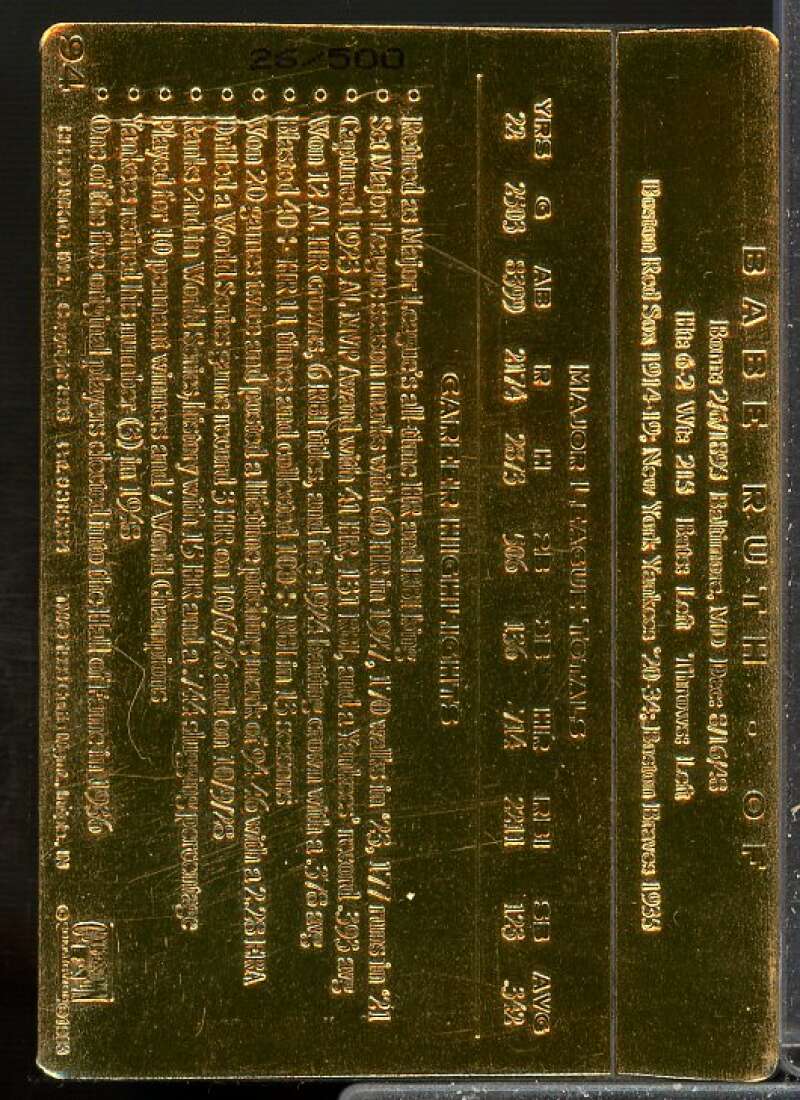 BABE RUTH · OF
Born: 2/6/1895 Baltimore, MD Dec: 8/16/48
Ht: 6-2 Wt: 215 Bats: Left Throws: Left
Boston Red Sox 1914-19; New York Yankees '20-34; Boston Braves 1935
MAJOR LEAGUE TOTALS
YRS G AB R H 2B 3B HR RBI SB AVG
22 2503 8399 2174 2873 506 136 714 2211 123 .342
CAREER HIGHLIGHTS
○ Retired as Major League's all-time HR and RBI king
○ Set Major League season marks with 60 HR in 1927, 170 walks in '23, 177 runs in '21
○ Captured 1923 AL MVP Award with 41 HR, 131 RBI, and a Yankees' record .393 avg
○ Won 12 AL HR crowns, 6 RBI titles, and the 1924 batting crown with a .378 avg
○ Blasted 40+ HR 11 times and collected 100+ RBI in 13 seasons
○ Won 20 games twice and posted a lifetime pitching mark of 94-46 with a 2.28 ERA
○ Belted a World Series game record 3 HR on 10/6/26 and on 10/9/28
○ Ranks 2nd in World Series history with 15 HR and a .744 slugging percentage
○ Played for 10 pennant winners and 7 World Champions
○ Yankees retired his number (3) in 1948
○ One of the five original players elected into the Hall of Fame in 1936
94
26/500